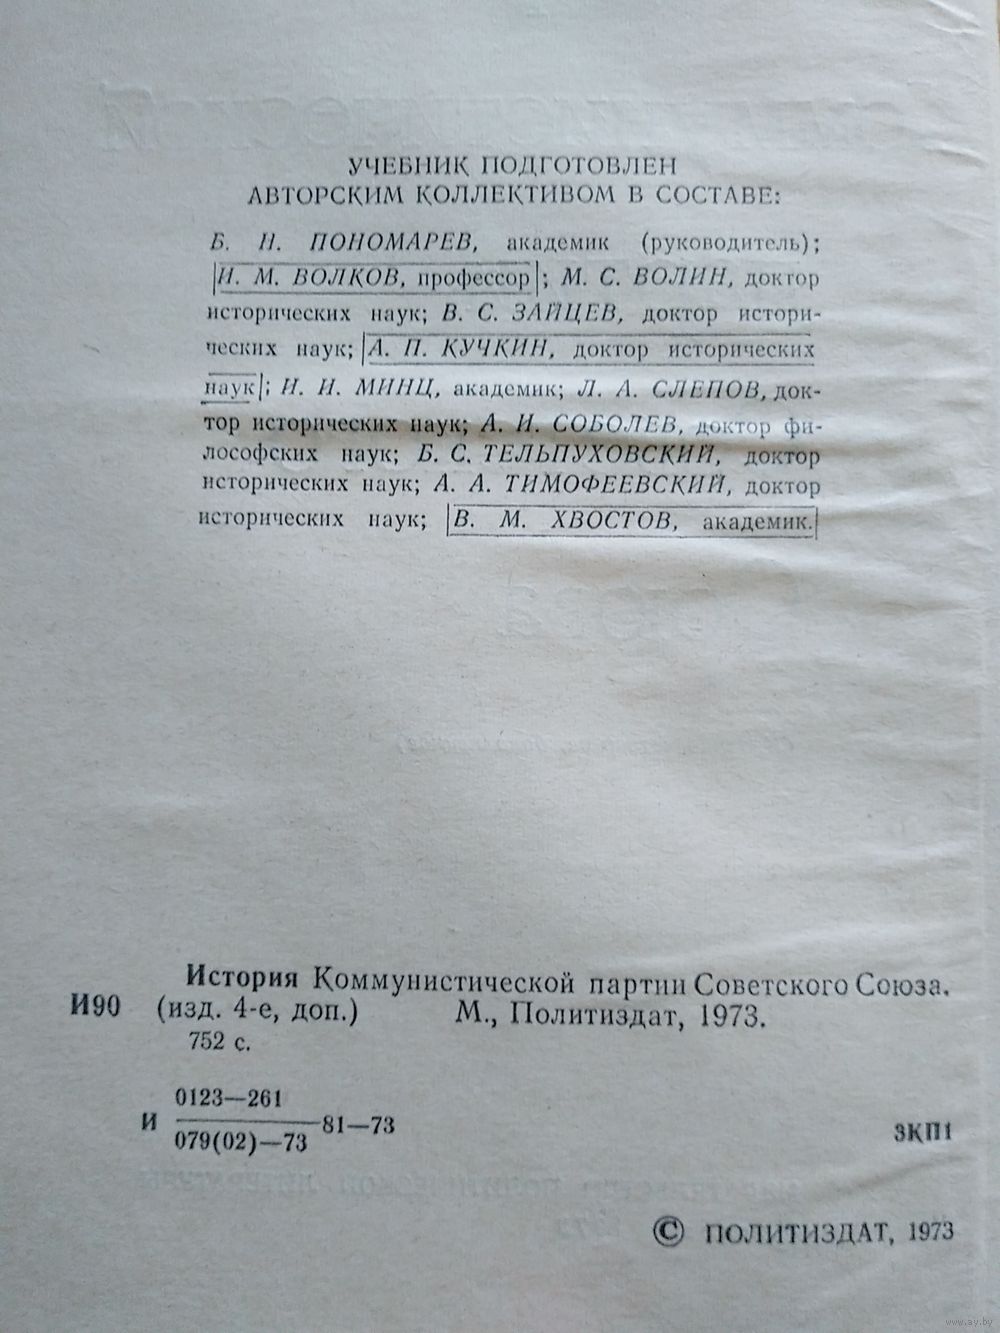 УЧЕБНИК ПОДГОТОВЛЕН
АВТОРСКИМ КОЛЛЕКТИВОМ В СОСТАВЕ:
Б. Н. ПОНОМАРЕВ, академик (руководитель);
И. М. ВОЛКОВ, профессор; М. С. ВОЛИН, доктор
исторических наук; В. С. ЗАЙЦЕВ, доктор истори-
ческих наук; А. П. КУЧКИН, доктор исторических
наук; И. И. МИНЦ, академик; Л. А. СЛЕПОВ, док-
тор исторических наук; А. И. СОБОЛЕВ, доктор фи-
лософских наук; Б. С. ТЕЛЬПУХОВСКИЙ, доктор
исторических наук; А. А. ТИМОФЕЕВСКИЙ, доктор
исторических наук; В. М. ХВОСТОВ, академик.
История Коммунистической партии Советского Союза.
И90 (изд. 4-е, доп.) М., Политиздат, 1973.
752 с.
0123—261
И 81—73
079(02)—73
3КП1
© ПОЛИТИЗДАТ, 1973
www.ay.by